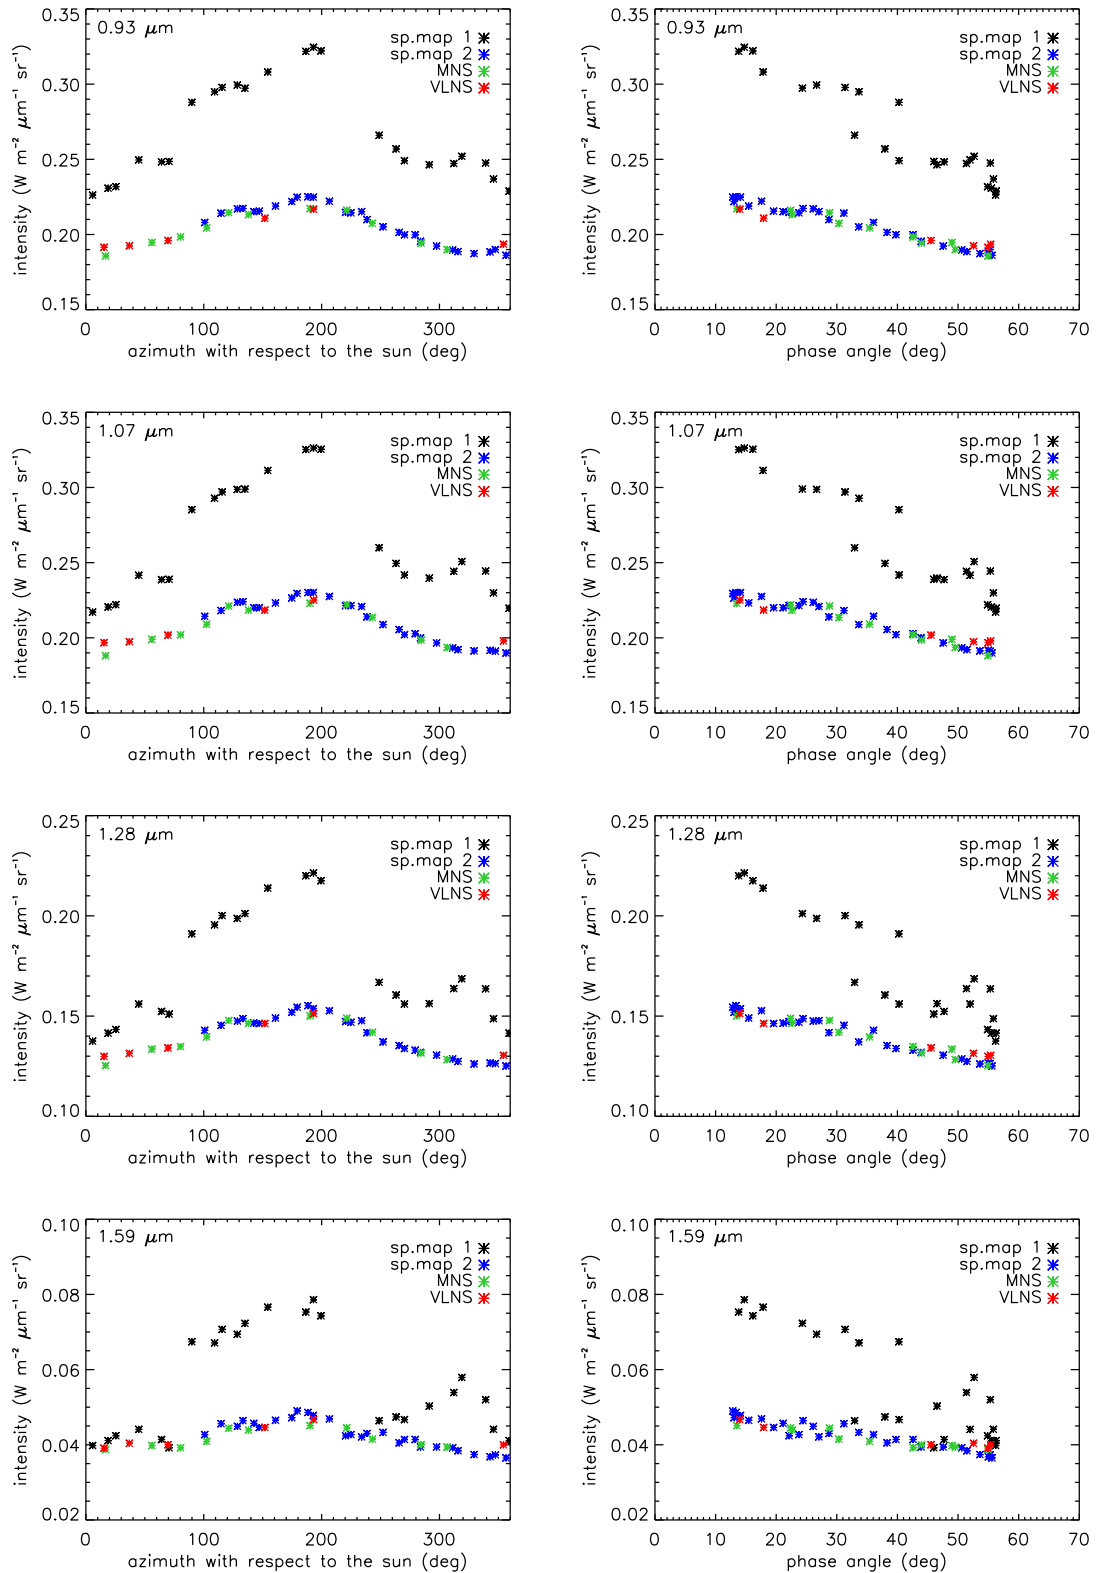 0.93 μm
sp.map 1
sp.map 2
MNS
VLNS
0.35
0.30
0.25
0.20
0.15
intensity (W m⁻² μm⁻¹ sr⁻¹)
0 100 200 300
azimuth with respect to the sun (deg)
0.93 μm
sp.map 1
sp.map 2
MNS
VLNS
0.35
0.30
0.25
0.20
0.15
intensity (W m⁻² μm⁻¹ sr⁻¹)
0 10 20 30 40 50 60 70
phase angle (deg)
1.07 μm
sp.map 1
sp.map 2
MNS
VLNS
0.35
0.30
0.25
0.20
0.15
intensity (W m⁻² μm⁻¹ sr⁻¹)
0 100 200 300
azimuth with respect to the sun (deg)
1.07 μm
sp.map 1
sp.map 2
MNS
VLNS
0.35
0.30
0.25
0.20
0.15
intensity (W m⁻² μm⁻¹ sr⁻¹)
0 10 20 30 40 50 60 70
phase angle (deg)
1.28 μm
sp.map 1
sp.map 2
MNS
VLNS
0.25
0.20
0.15
0.10
intensity (W m⁻² μm⁻¹ sr⁻¹)
0 100 200 300
azimuth with respect to the sun (deg)
1.28 μm
sp.map 1
sp.map 2
MNS
VLNS
0.25
0.20
0.15
0.10
intensity (W m⁻² μm⁻¹ sr⁻¹)
0 10 20 30 40 50 60 70
phase angle (deg)
1.59 μm
sp.map 1
sp.map 2
MNS
VLNS
0.10
0.08
0.06
0.04
0.02
intensity (W m⁻² μm⁻¹ sr⁻¹)
0 100 200 300
azimuth with respect to the sun (deg)
1.59 μm
sp.map 1
sp.map 2
MNS
VLNS
0.10
0.08
0.06
0.04
0.02
intensity (W m⁻² μm⁻¹ sr⁻¹)
0 10 20 30 40 50 60 70
phase angle (deg)